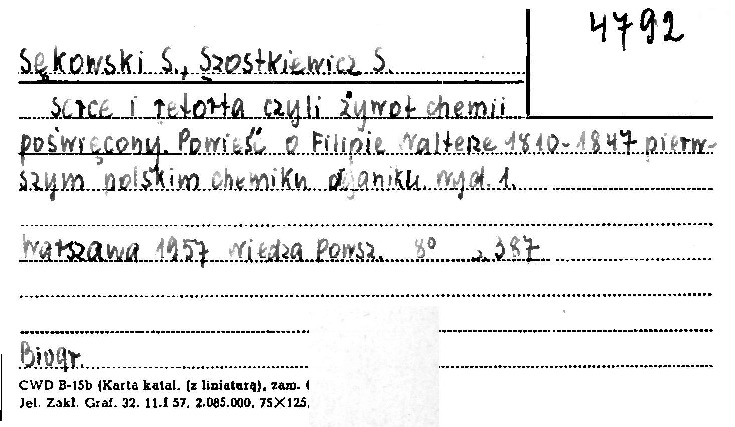 4792
Sękowski S., Szostkiewicz S.
Serce i retorta czyli żywot chemii
poświęcony. Powieść o Filipie Walterze 1810-1847 pierw-
szym polskim chemiku organiku. Wyd. 1.
Warszawa 1957 Wiedza Powsz. 8° s. 387
Biogr.
CWD B-15b (Karta katal. (z liniaturą), zam.
Jel. Zakł. Graf. 32. 11.I 57. 2.085.000, 75×125,